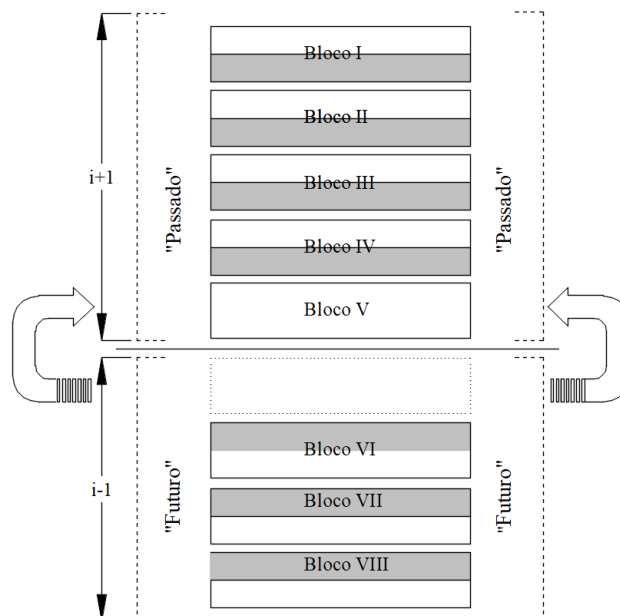 Bloco I
Bloco II
i+1
"Passado"
Bloco III
"Passado"
Bloco IV
Bloco V
Bloco VI
i-1
"Futuro"
Bloco VII
"Futuro"
Bloco VIII